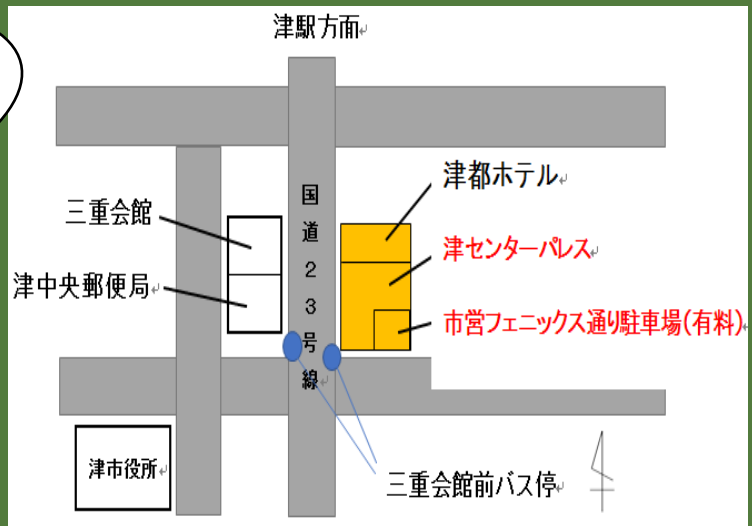 津駅方面
国道２３号線
津都ホテル
三重会館
津センターパレス
津中央郵便局
市営フェニックス通り駐車場(有料)
津市役所
三重会館前バス停